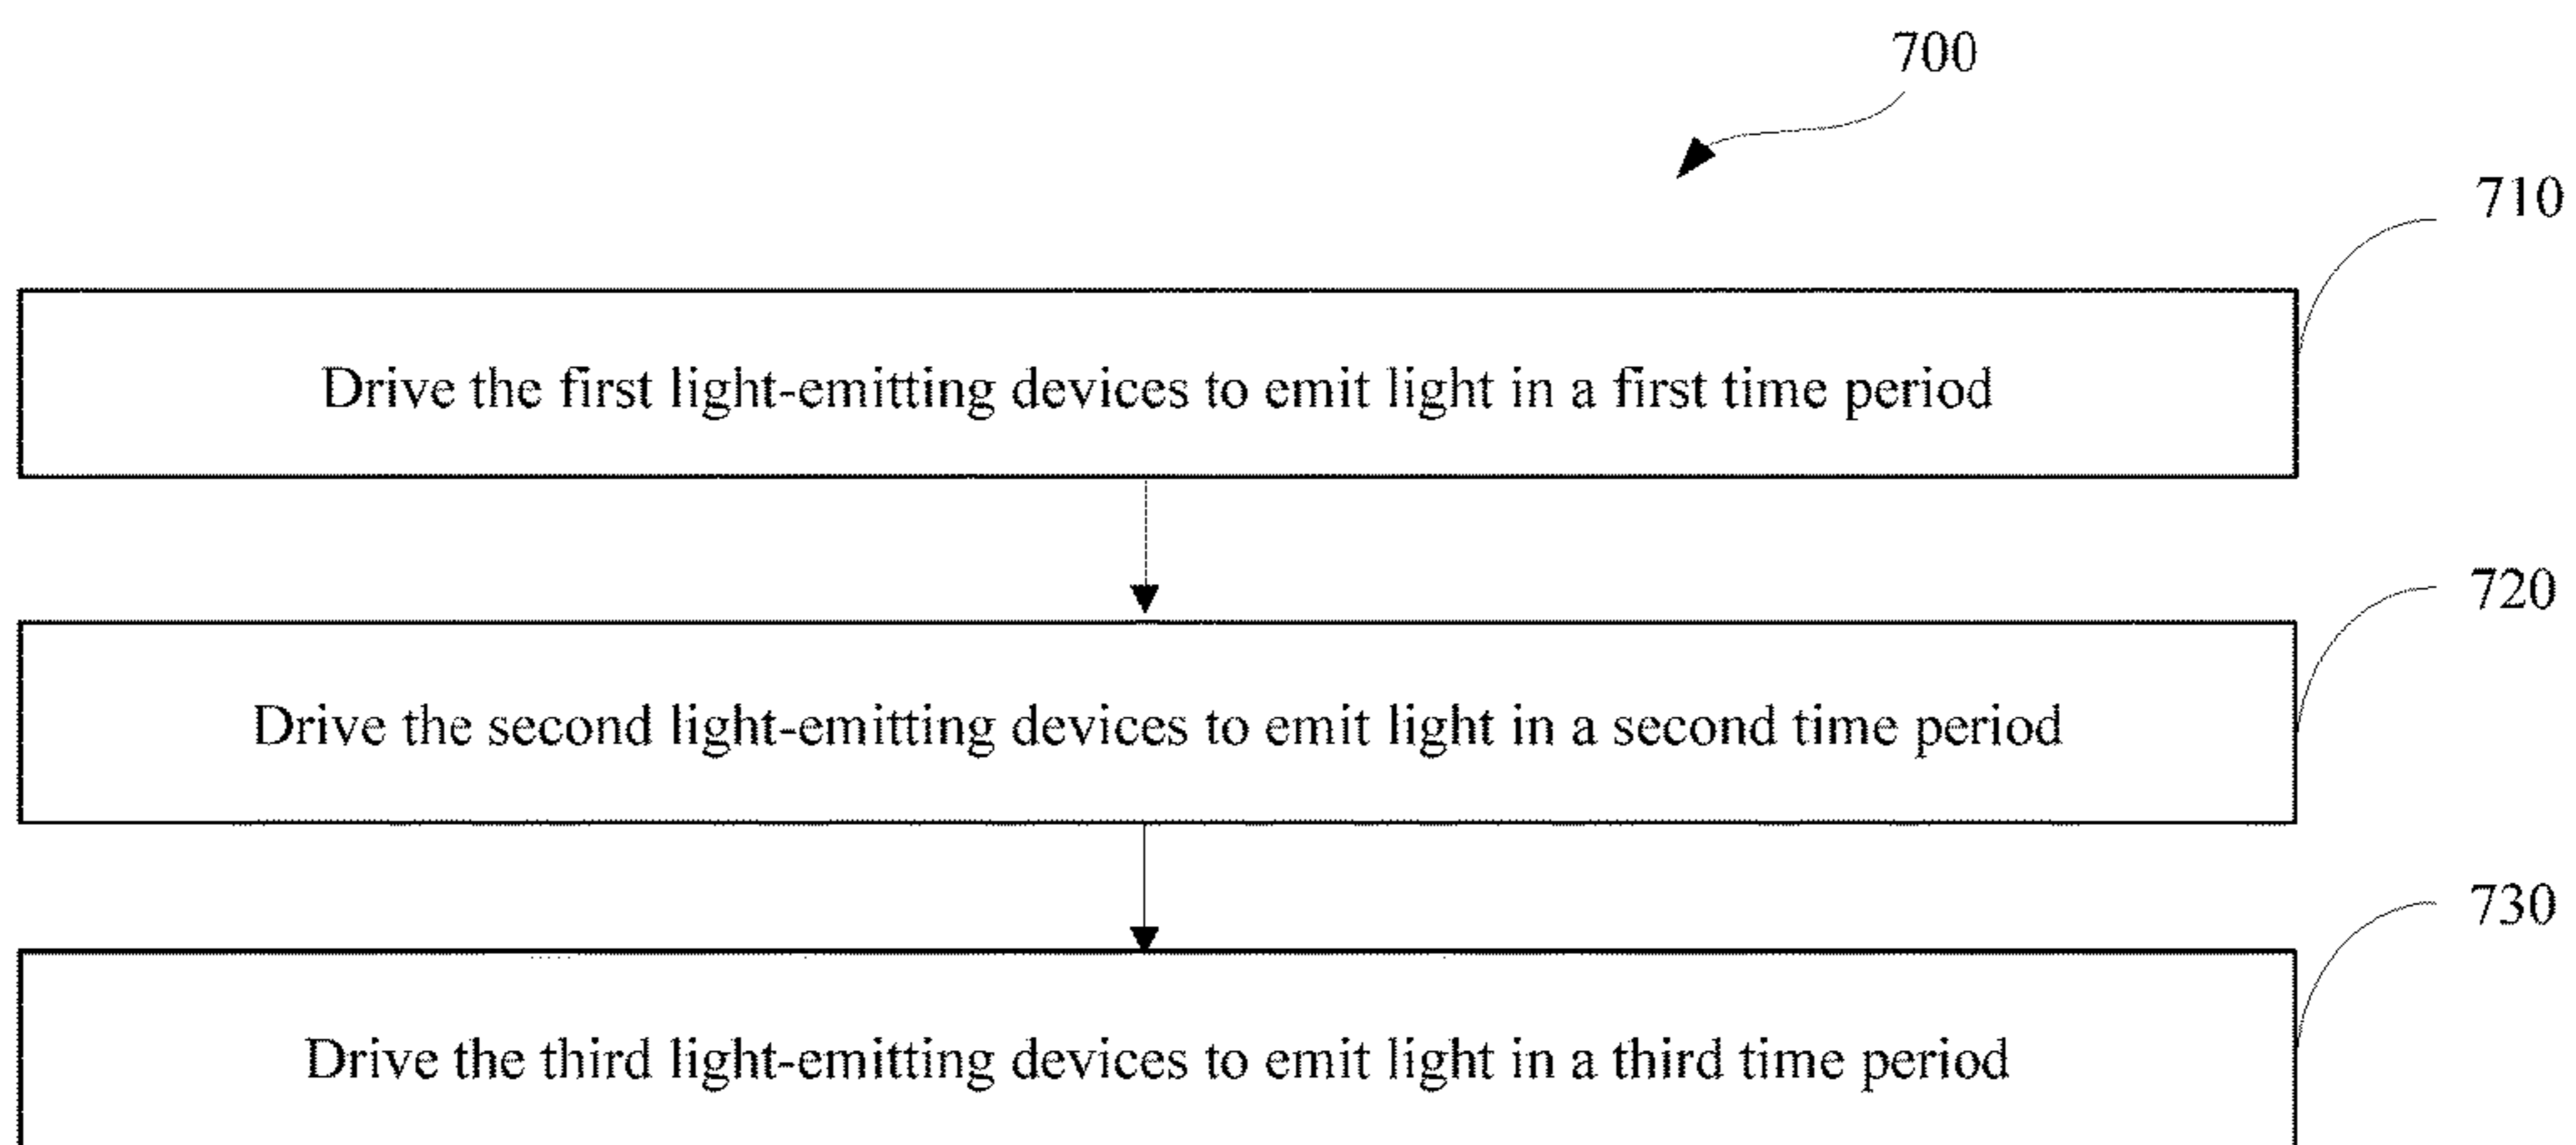 700
710
Drive the first light-emitting devices to emit light in a first time period
720
Drive the second light-emitting devices to emit light in a second time period
730
Drive the third light-emitting devices to emit light in a third time period